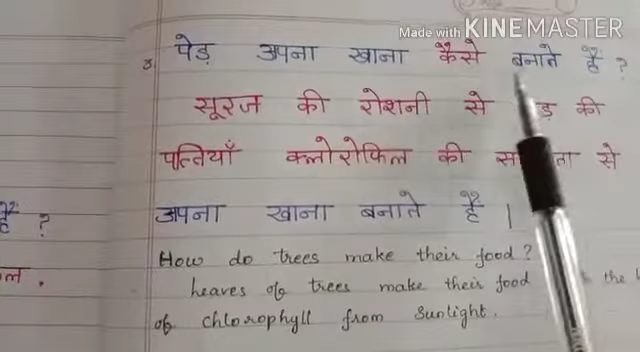 Made with KINEMASTER
3. पेड़ अपना खाना कैसे बनाते हैं ?
सूरज की रोशनी से की
पत्तियाँ क्लोरोफिल की से
अपना खाना बनाते हैं |
हैं ?
How do trees make their food ?
Leaves of trees make their food the
of chlorophyll from sunlight.